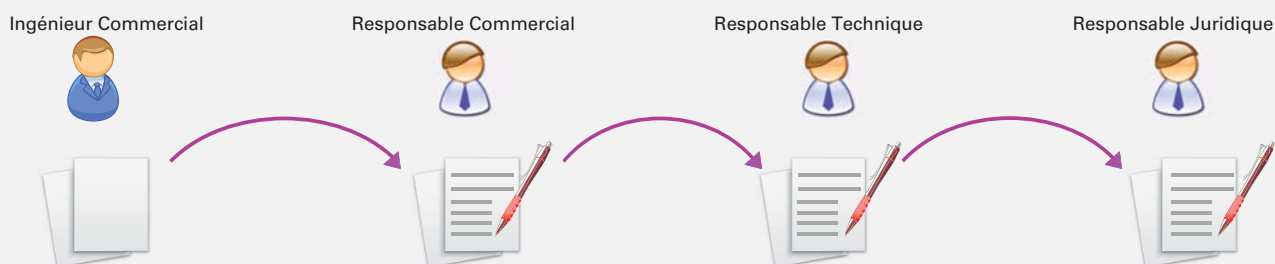 Ingénieur Commercial
Responsable Commercial
Responsable Technique
Responsable Juridique